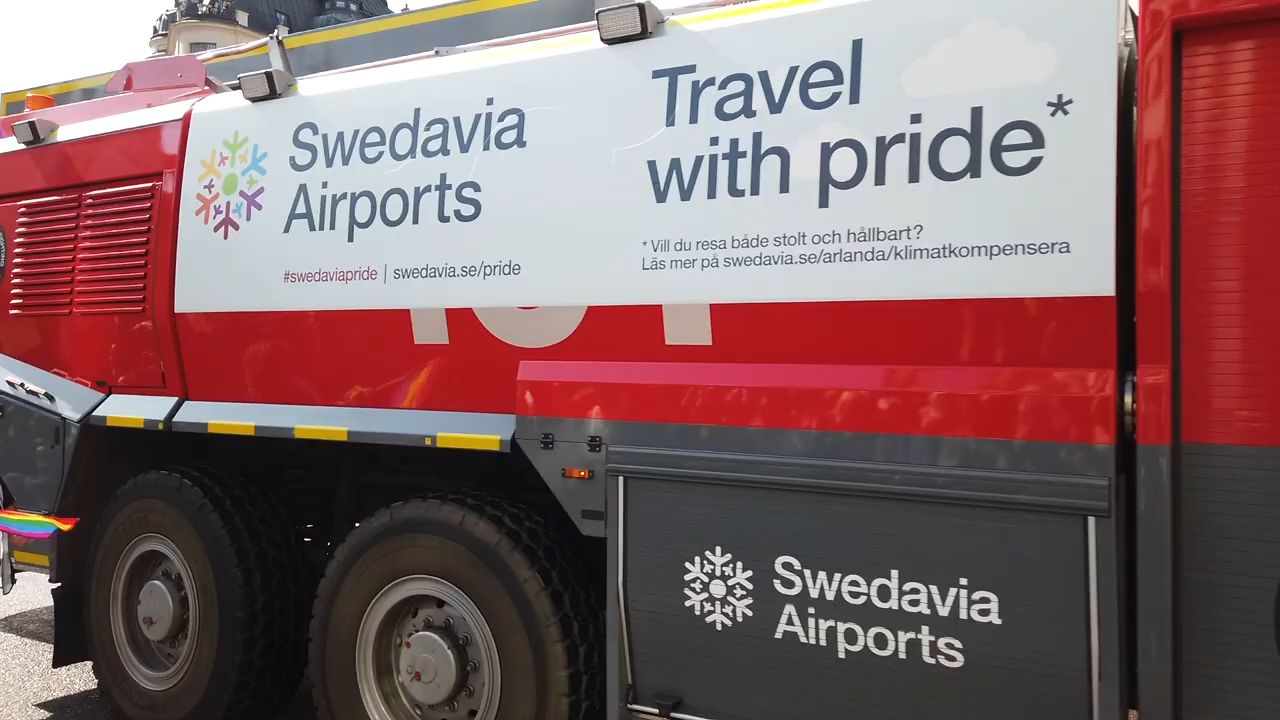 Swedavia
Airports
#swedaviapride | swedavia.se/pride
Travel
with pride*
* Vill du resa både stolt och hållbart?
Läs mer på swedavia.se/arlanda/klimatkompensera
Swedavia
Airports